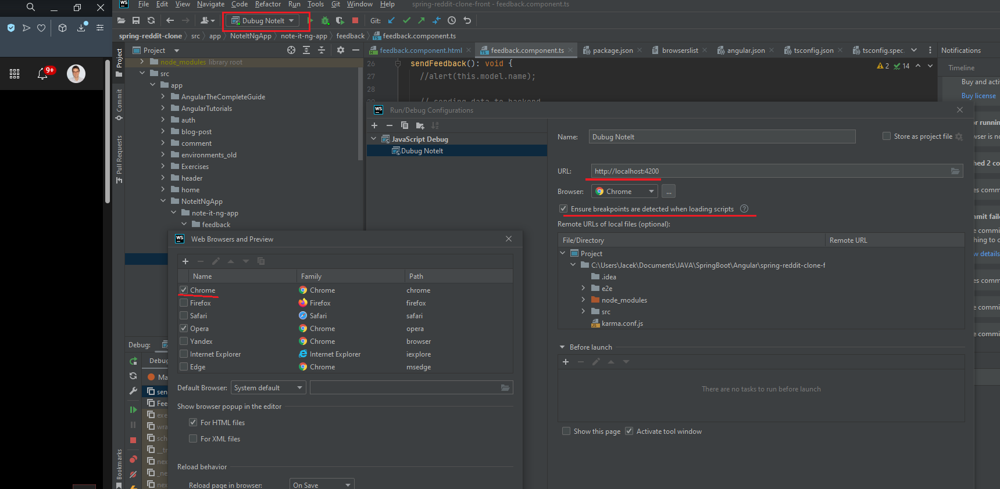 WS File Edit View Navigate Code Refactor Run Tools Git Window Help spring-reddit-clone-front - feedback.component.ts
Dubug NoteIt Git:
spring-reddit-clone src app NoteItNgApp note-it-ng-app feedback feedback.component.ts
Project feedback.component.html feedback.component.ts package.json browserslist angular.json tsconfig.json tsconfig.spec. Notifications
9+
Project
Commit
Pull Requests
Bookmarks
node_modules library root
src
app
AngularTheCompleteGuide
AngularTutorials
auth
blog-post
comment
environments_old
Exercises
header
home
NoteItNgApp
note-it-ng-app
feedback
26 sendFeedback(): void {
27 //alert(this.model.name);
28
// sending data to backend
2 14
Timeline
Buy and acti
Buy license
r running
wser is no
hed 2 co
es commi
mmit faile
e commi
hing to c
w details
es commi
e commi
e commi
WS Run/Debug Configurations
JavaScript Debug
Dubug NoteIt
Name: Dubug NoteIt Store as project file
URL: http://localhost:4200
Browser: Chrome ...
Ensure breakpoints are detected when loading scripts ?
Remote URLs of local files (optional):
File/Directory Remote URL
Project
C:\Users\Jacek\Documents\JAVA\SpringBoot\Angular\spring-reddit-clone-f
.idea
e2e
node_modules
src
karma.conf.js
Before launch
There are no tasks to run before launch
Show this page Activate tool window
WS Web Browsers and Preview
Name Family Path
Chrome Chrome chrome
Firefox Firefox firefox
Safari Safari safari
Opera Chrome opera
Yandex Chrome browser
Internet Explorer Internet Explorer iexplore
Edge Chrome msedge
Default Browser: System default
Show browser popup in the editor
For HTML files
For XML files
Reload behavior
Reload page in browser: On Save
Debug:
Debug
Ma
sen
Fee
exe
wra
sch
__tr
nex
_ne
nex